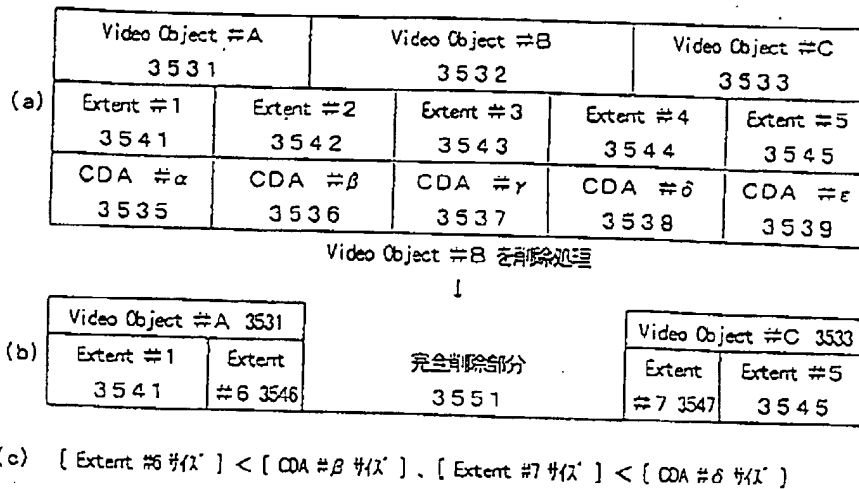 Video Object #A Video Object #B Video Object #C
3531 3532 3533
(a)
Extent #1 Extent #2 Extent #3 Extent #4 Extent #5
3541 3542 3543 3544 3545
CDA #α CDA #β CDA #γ CDA #δ CDA #ε
3535 3536 3537 3538 3539
Video Object #B を削除処理
↓
Video Object #A 3531 Video Object #C 3533
(b)
Extent #1 Extent 完全削除部分 Extent Extent #5
3541 #6 3546 3551 #7 3547 3545
(c) [ Extent #6 サイズ ] < [ CDA #β サイズ ] 、 [ Extent #7 サイズ ] < [ CDA #δ サイズ ]